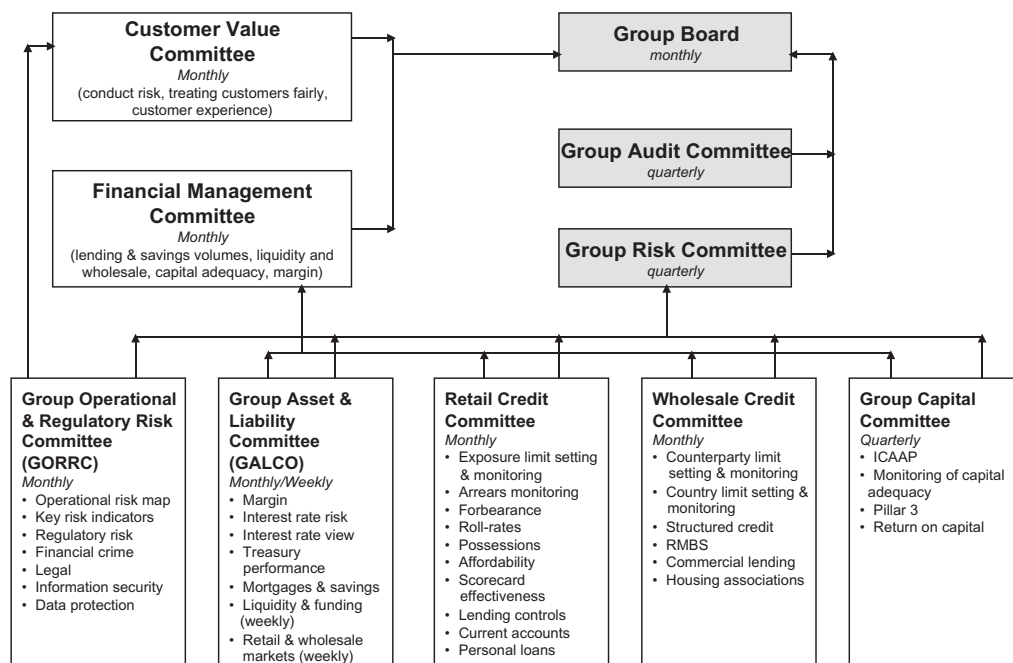 Customer Value
Committee
Monthly
(conduct risk, treating customers fairly,
customer experience)
Group Board
monthly
Group Audit Committee
quarterly
Financial Management
Committee
Monthly
(lending & savings volumes, liquidity and
wholesale, capital adequacy, margin)
Group Risk Committee
quarterly
Group Operational
& Regulatory Risk
Committee
(GORRC)
Monthly
• Operational risk map
• Key risk indicators
• Regulatory risk
• Financial crime
• Legal
• Information security
• Data protection
Group Asset &
Liability
Committee
(GALCO)
Monthly/Weekly
• Margin
• Interest rate risk
• Interest rate view
• Treasury
performance
• Mortgages & savings
• Liquidity & funding
(weekly)
• Retail & wholesale
markets (weekly)
Retail Credit
Committee
Monthly
• Exposure limit setting
& monitoring
• Arrears monitoring
• Forbearance
• Roll-rates
• Possessions
• Affordability
• Scorecard
effectiveness
• Lending controls
• Current accounts
• Personal loans
Wholesale Credit
Committee
Monthly
• Counterparty limit
setting & monitoring
• Country limit setting &
monitoring
• Structured credit
• RMBS
• Commercial lending
• Housing associations
Group Capital
Committee
Quarterly
• ICAAP
• Monitoring of capital
adequacy
• Pillar 3
• Return on capital